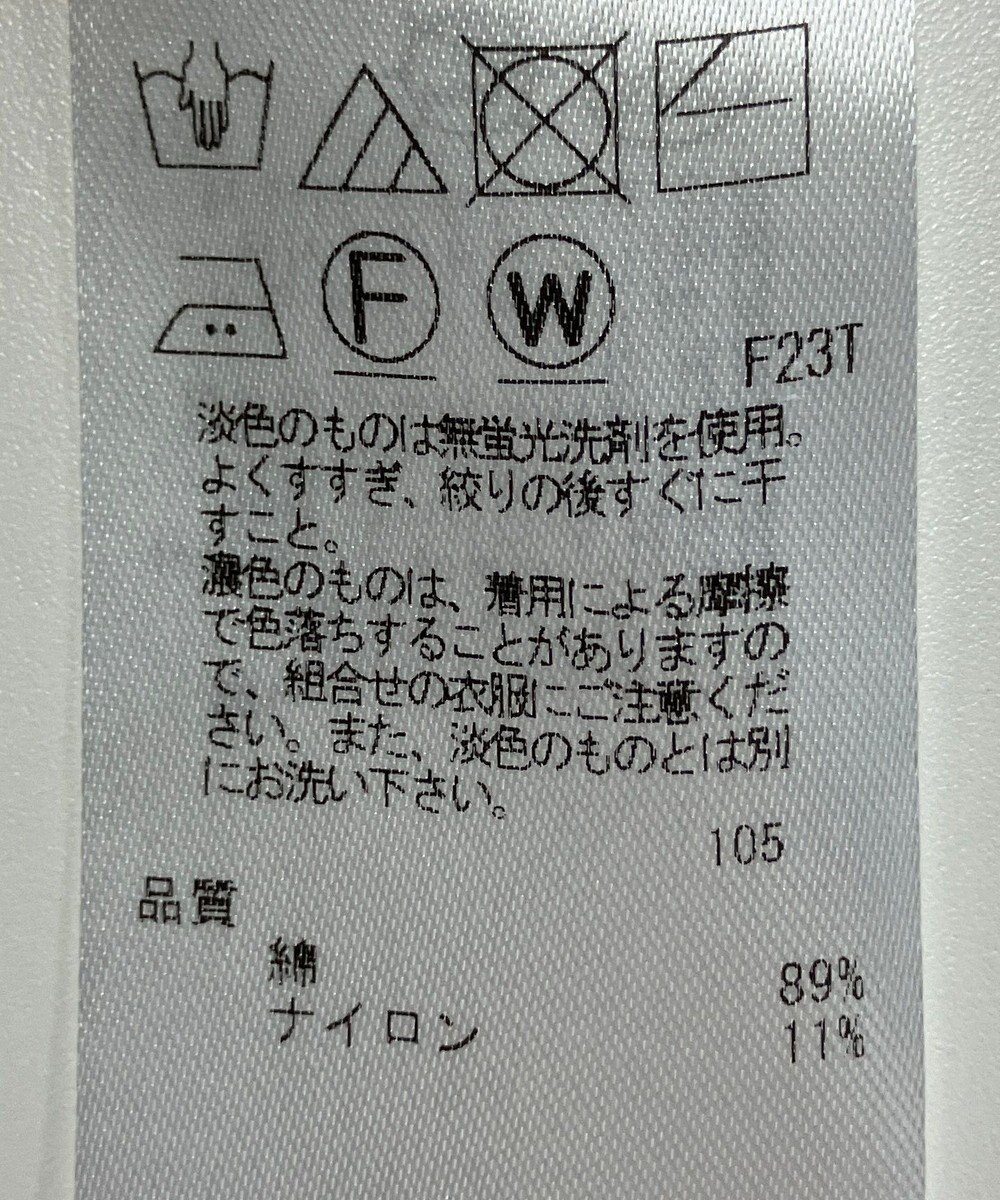 F
W
F23T
淡色のものは無蛍光洗剤を使用。
よくすすぎ、絞りの後すぐに干
すこと。
濃色のものは、着用による摩擦
で色落ちすることがありますの
で、組合せの衣服にご注意くだ
さい。また、淡色のものとは別
にお洗い下さい。
105
品質
綿 89%
ナイロン 11%